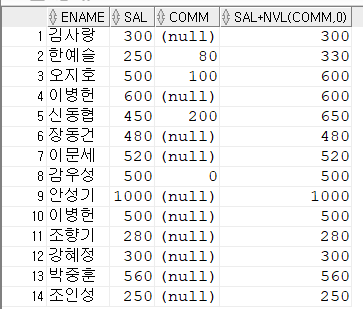 ENAME SAL COMM SAL+NVL(COMM,0)
1 김사랑 300 (null) 300
2 한예슬 250 80 330
3 오지호 500 100 600
4 이병헌 600 (null) 600
5 신동협 450 200 650
6 장동건 480 (null) 480
7 이문세 520 (null) 520
8 감우성 500 0 500
9 안성기 1000 (null) 1000
10 이병헌 500 (null) 500
11 조향기 280 (null) 280
12 강혜정 300 (null) 300
13 박중훈 560 (null) 560
14 조인성 250 (null) 250